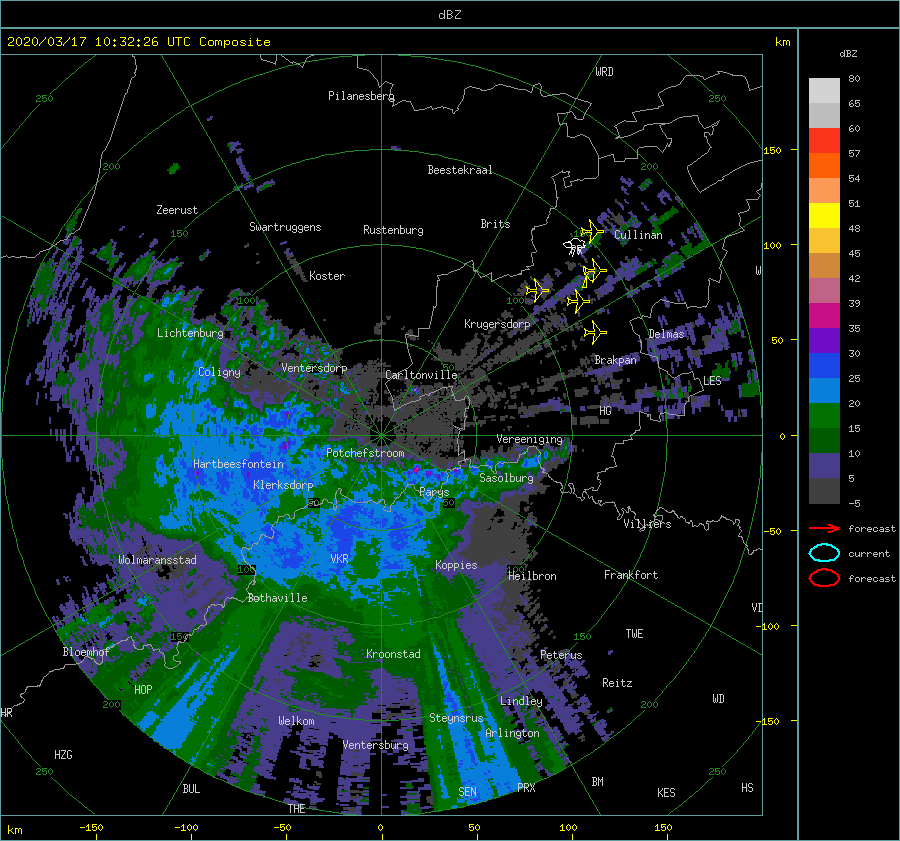 dBZ
2020/03/17 10:32:26 UTC Composite
km
dBZ
80
65
60
57
54
51
48
45
42
39
35
30
25
20
15
10
5
-5
forecast
current
forecast
150
100
50
0
-50
-100
-150
km
-150
-100
-50
0
50
100
150
WRD
250
Pilanesberg
250
200
Beestekraal
200
Zeerust
150
Swartruggens
Rustenburg
Brits
Cullinan
Koster
W
100
100
Krugersdorp
Lichtenburg
Delmas
Coligny
Ventersdorp
Carltonville
Brakpan
LES
HG
Vereeniging
Potchefstroom
Hartbeesfontein
Klerksdorp
Parys
Sasolburg
50
50
Villiers
Wolmaransstad
VKR
Koppies
100
100
Heilbron
Frankfort
Bothaville
VD
150
150
TWE
Bloemhof
Kroonstad
Peterus
HOP
Reitz
200
Lindley
200
WD
HR
Welkom
Steynsrus
Arlington
Ventersburg
HZG
250
250
BUL
SEN
PRX
BM
KES
HS
THE